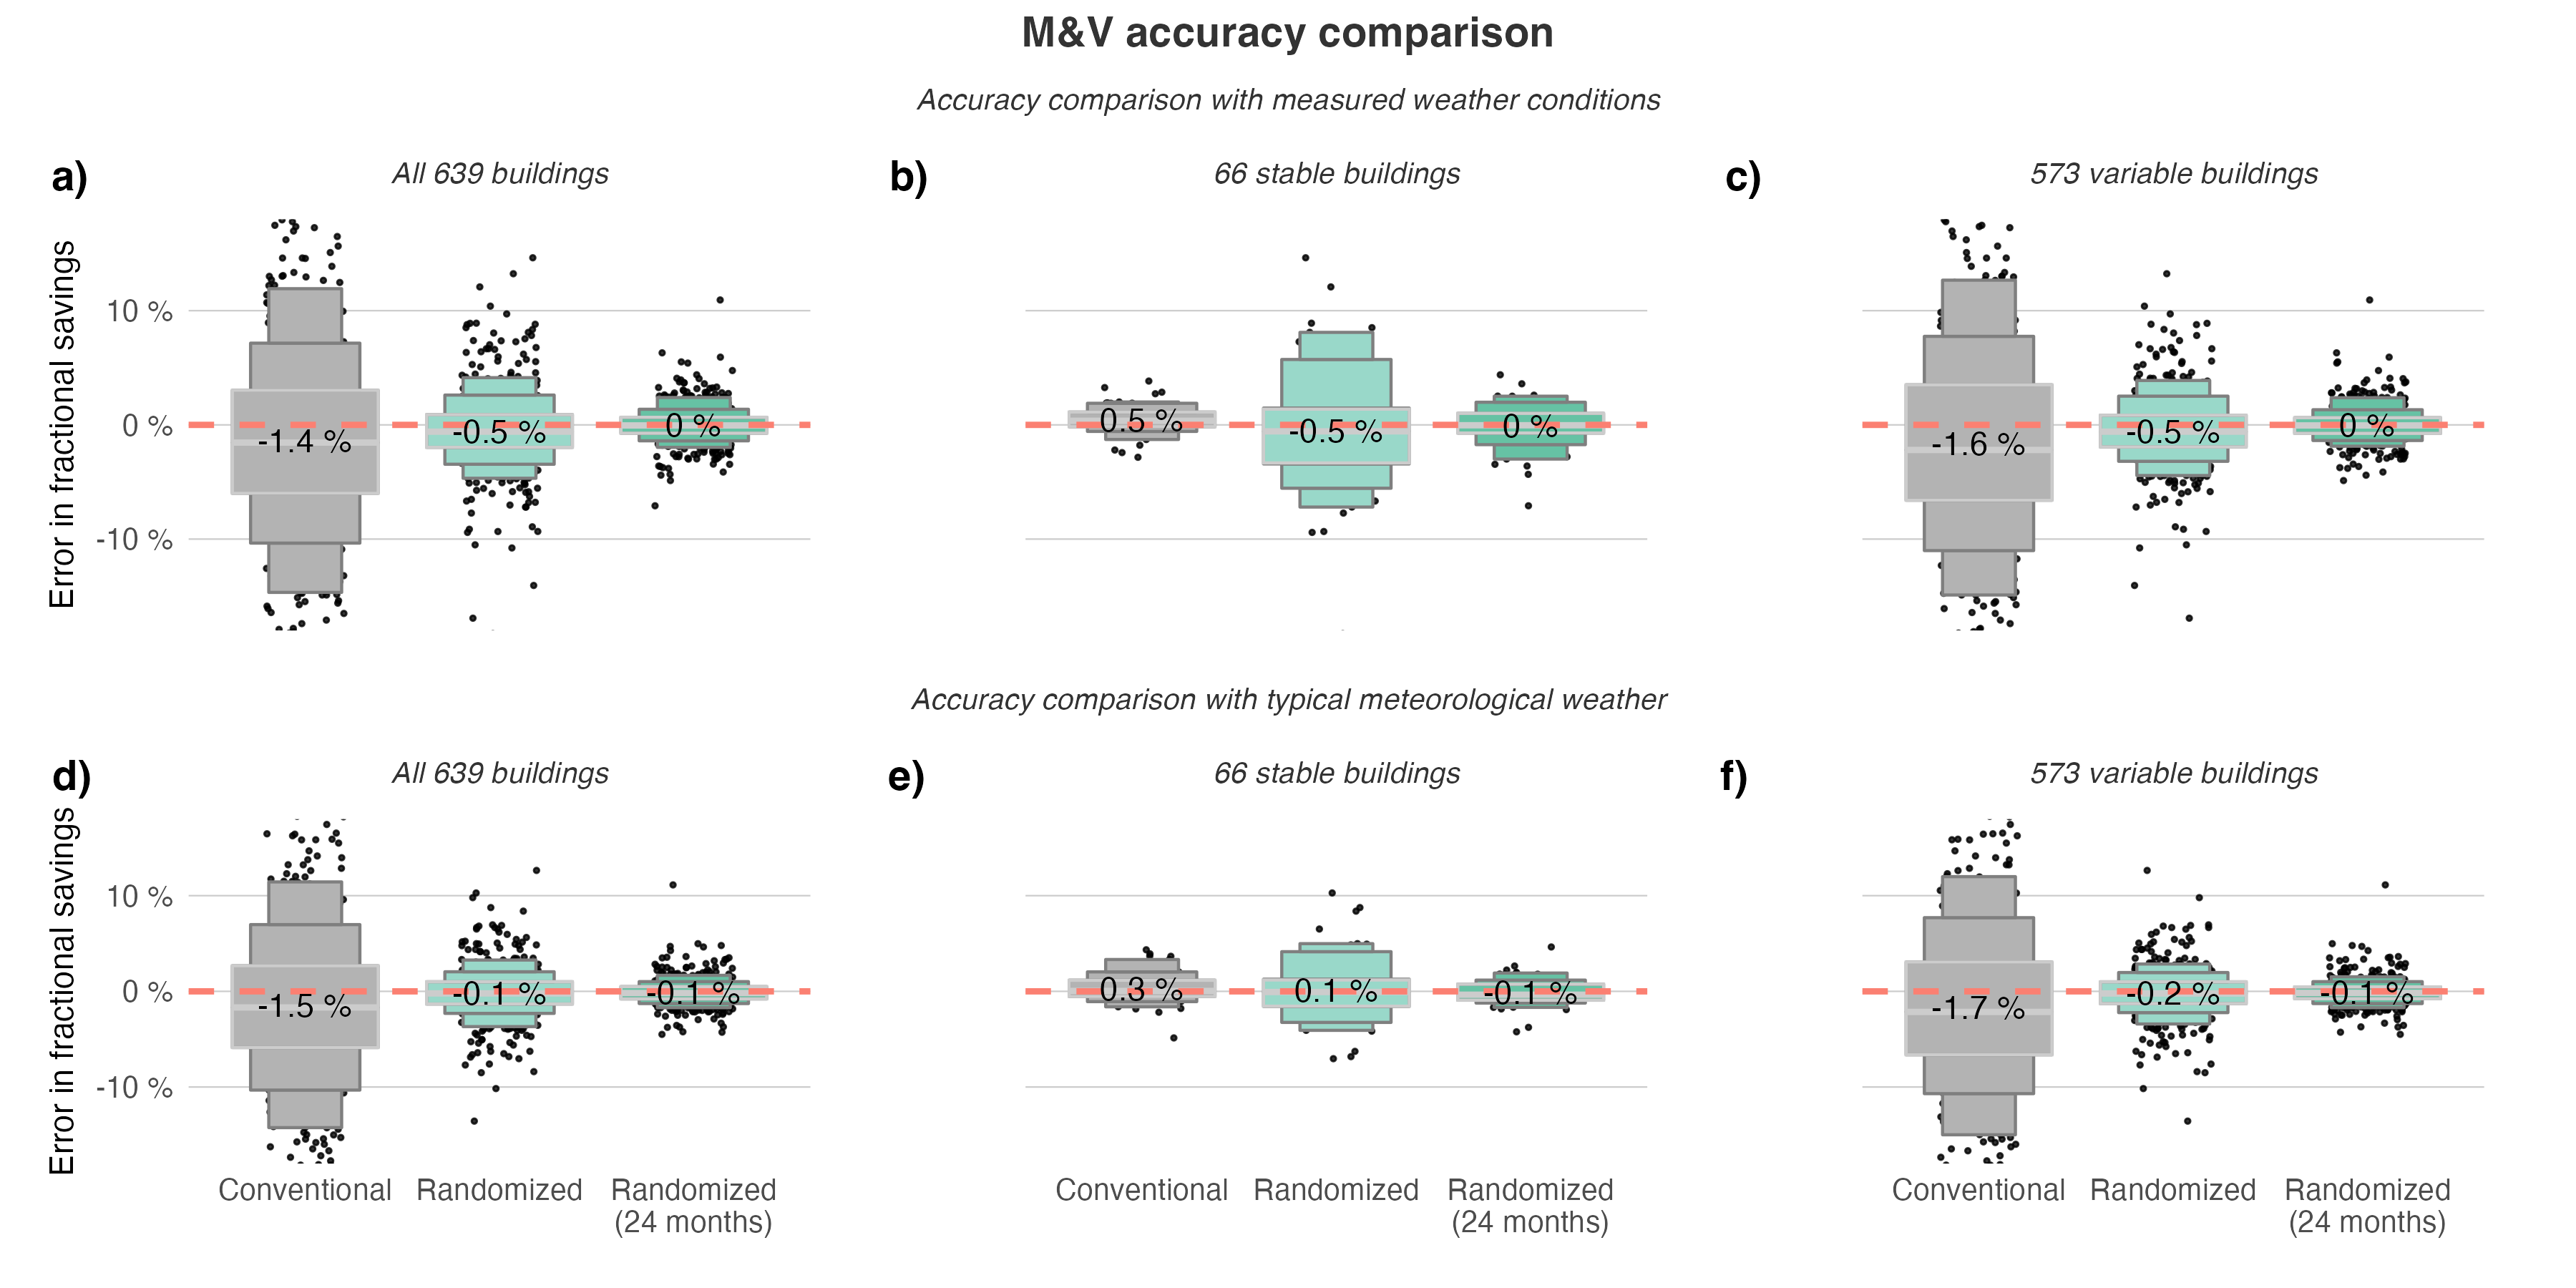 M&V accuracy comparison
Accuracy comparison with measured weather conditions
a)
All 639 buildings
b)
66 stable buildings
c)
573 variable buildings
Error in fractional savings
10 %
0 %
-10 %
-1.4 %
-0.5 %
0 %
0.5 %
-0.5 %
0 %
-1.6 %
-0.5 %
0 %
Accuracy comparison with typical meteorological weather
d)
All 639 buildings
e)
66 stable buildings
f)
573 variable buildings
Error in fractional savings
10 %
0 %
-10 %
-1.5 %
-0.1 %
-0.1 %
0.3 %
0.1 %
-0.1 %
-1.7 %
-0.2 %
-0.1 %
Conventional
Randomized
Randomized
(24 months)
Conventional
Randomized
Randomized
(24 months)
Conventional
Randomized
Randomized
(24 months)